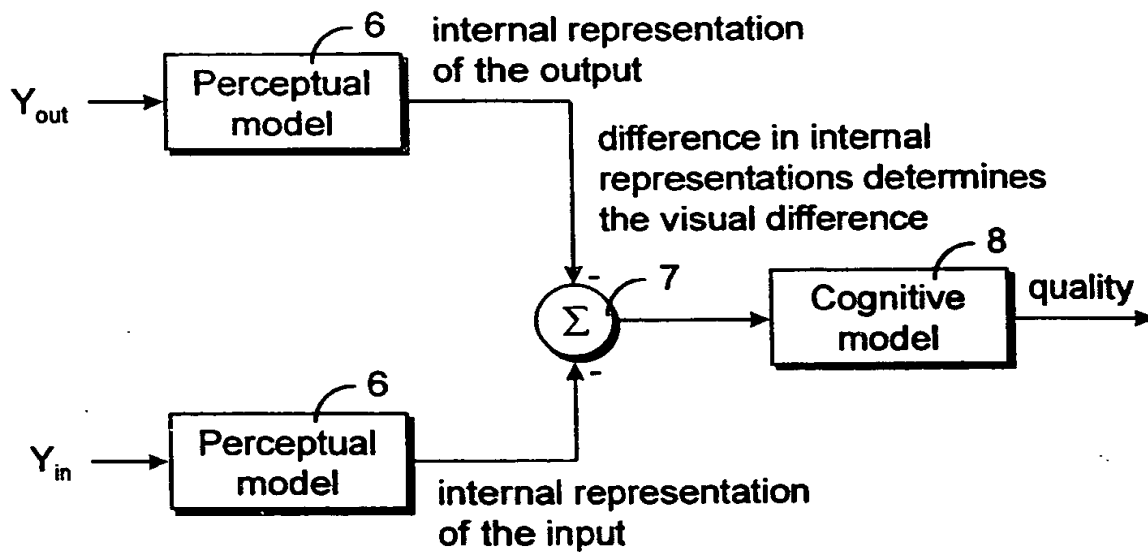 6
internal representation
of the output
Y_out
Perceptual
model
difference in internal
representations determines
the visual difference
-
7
Σ
8
Cognitive
model
quality
-
6
Y_in
Perceptual
model
internal representation
of the input